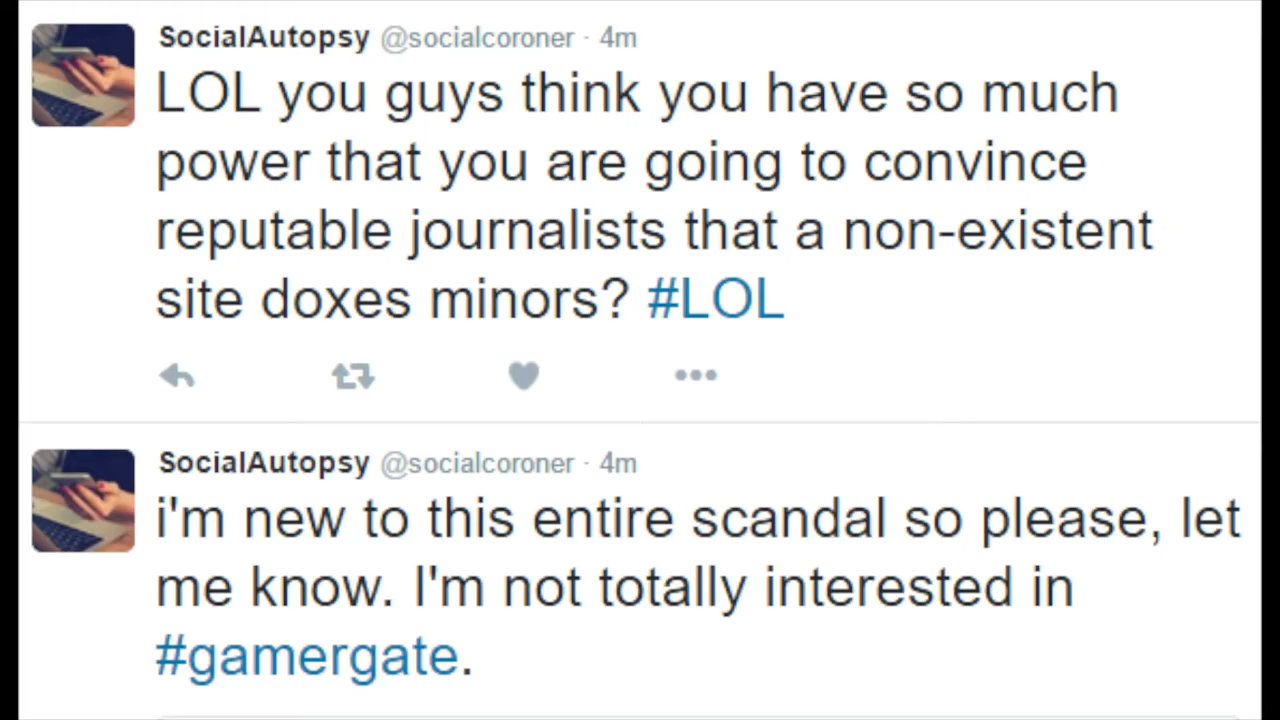 SocialAutopsy @socialcoroner · 4m
LOL you guys think you have so much
power that you are going to convince
reputable journalists that a non-existent
site doxes minors? #LOL
SocialAutopsy @socialcoroner · 4m
i'm new to this entire scandal so please, let
me know. I'm not totally interested in
#gamergate.